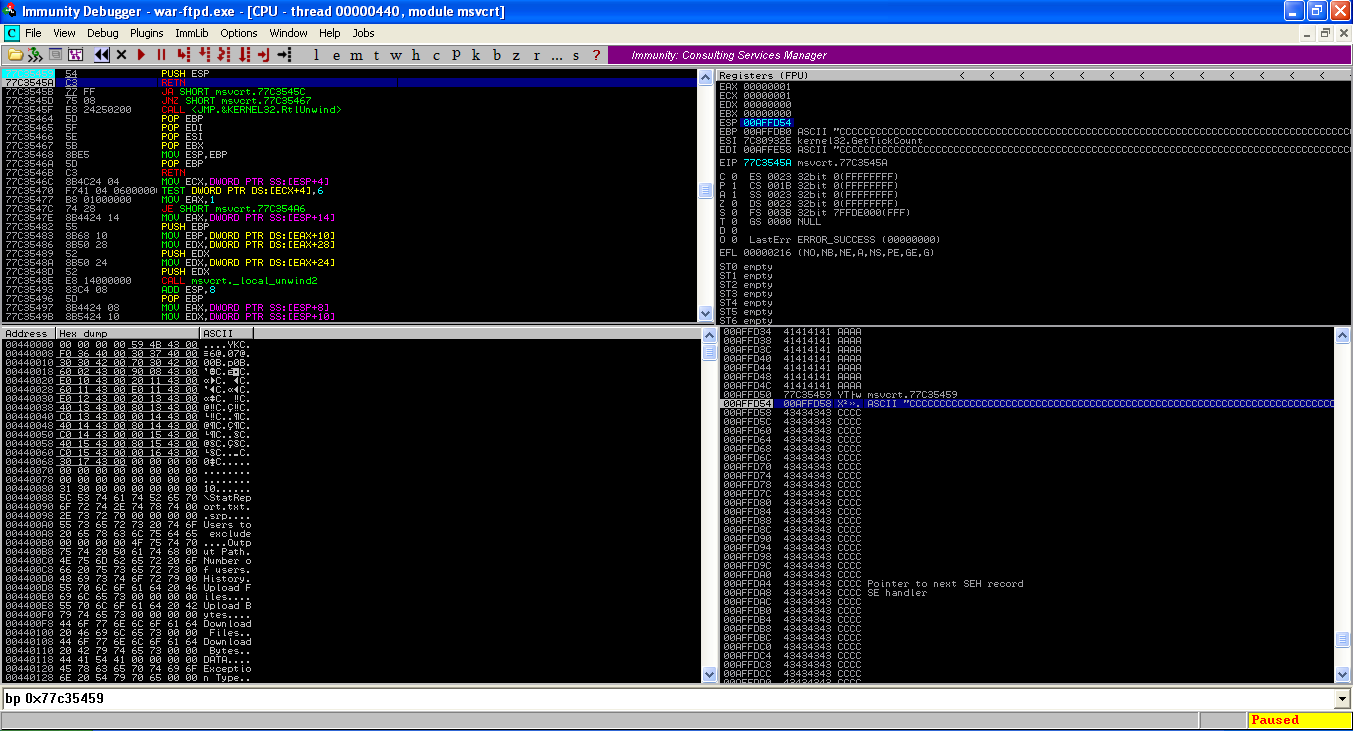 Immunity Debugger - war-ftpd.exe - [CPU - thread 00000440, module msvcrt]
C File View Debug Plugins ImmLib Options Window Help Jobs
l e m t w h c P k b z r ... s ? Immunity: Consulting Services Manager
54 PUSH ESP
77C3545A C3 RETN
77C3545B 77 FF JA SHORT msvcrt.77C3545C
77C3545D 75 08 JNZ SHORT msvcrt.77C35467
77C3545F E8 24250200 CALL <JMP.&KERNEL32.RtlUnwind>
77C35464 5D POP EBP
77C35465 5F POP EDI
77C35466 5E POP ESI
77C35467 5B POP EBX
77C35468 8BE5 MOV ESP,EBP
77C3546A 5D POP EBP
77C3546B C3 RETN
77C3546C 8B4C24 04 MOV ECX,DWORD PTR SS:[ESP+4]
77C35470 F741 04 0600000 TEST DWORD PTR DS:[ECX+4],6
77C35477 B8 01000000 MOV EAX,1
77C3547C 74 28 JE SHORT msvcrt.77C354A6
77C3547E 8B4424 14 MOV EAX,DWORD PTR SS:[ESP+14]
77C35482 55 PUSH EBP
77C35483 8B68 10 MOV EBP,DWORD PTR DS:[EAX+10]
77C35486 8B50 28 MOV EDX,DWORD PTR DS:[EAX+28]
77C35489 52 PUSH EDX
77C3548A 8B50 24 MOV EDX,DWORD PTR DS:[EAX+24]
77C3548D 52 PUSH EDX
77C3548E E8 14000000 CALL msvcrt._local_unwind2
77C35493 83C4 08 ADD ESP,8
77C35496 5D POP EBP
77C35497 8B4424 08 MOV EAX,DWORD PTR SS:[ESP+8]
77C3549B 8B5424 10 MOV EDX,DWORD PTR SS:[ESP+10]
Registers (FPU) < < < < < < < < < < < < <
EAX 00000001
ECX 00000001
EDX 00000000
EBX 00000000
ESP 00AFFD54
EBP 00AFFDB0 ASCII "CCCCCCCCCCCCCCCCCCCCCCCCCCCCCCCCCCCCCCCCCCCCCCCCCCCCCCCCCCCCCCCCCCCCCCCCCCCCCCCCCCCC
ESI 7C80932E kernel32.GetTickCount
EDI 00AFFE58 ASCII "CCCCCCCCCCCCCCCCCCCCCCCCCCCCCCCCCCCCCCCCCCCCCCCCCCCCCCCCCCCCCCCCCCCCCCCCCCCCCCCCCCCC
EIP 77C3545A msvcrt.77C3545A
C 0 ES 0023 32bit 0(FFFFFFFF)
P 1 CS 001B 32bit 0(FFFFFFFF)
A 1 SS 0023 32bit 0(FFFFFFFF)
Z 0 DS 0023 32bit 0(FFFFFFFF)
S 0 FS 003B 32bit 7FFDE000(FFF)
T 0 GS 0000 NULL
D 0
O 0 LastErr ERROR_SUCCESS (00000000)
EFL 00000216 (NO,NB,NE,A,NS,PE,GE,G)
ST0 empty
ST1 empty
ST2 empty
ST3 empty
ST4 empty
ST5 empty
ST6 empty
Address Hex dump ASCII
00440000 00 00 00 00 59 4B 43 00 ....YKC.
00440008 F0 36 40 00 30 37 40 00 ≡6@.07@.
00440010 30 30 42 00 70 30 42 00 00B.p0B.
00440018 60 02 43 00 90 08 43 00
00440020 E0 10 43 00 20 11 43 00
00440028 60 11 43 00 E0 11 43 00
00440030 E0 12 43 00 20 13 43 00
00440038 40 13 43 00 80 13 43 00
00440040 C0 13 43 00 00 14 43 00
00440048 40 14 43 00 80 14 43 00
00440050 C0 14 43 00 00 15 43 00
00440058 40 15 43 00 80 15 43 00
00440060 C0 15 43 00 00 16 43 00
00440068 30 17 43 00 00 00 00 00
00440070 00 00 00 00 00 00 00 00 ........
00440078 00 00 00 00 00 00 00 00 ........
00440080 31 30 00 00 00 00 00 00 10......
00440088 5C 53 74 61 74 52 65 70 \StatRep
00440090 6F 72 74 2E 74 78 74 00 ort.txt.
00440098 2E 73 72 70 00 00 00 00 .srp....
004400A0 55 73 65 72 73 20 74 6F Users to
004400A8 20 65 78 63 6C 75 64 65 exclude
004400B0 00 00 00 00 4F 75 74 70 ....Outp
004400B8 75 74 20 50 61 74 68 00 ut Path.
004400C0 4E 75 6D 62 65 72 20 6F Number o
004400C8 66 20 75 73 65 72 73 00 f users.
004400D0 48 69 73 74 6F 72 79 00 History.
004400D8 55 70 6C 6F 61 64 20 46 Upload F
004400E0 69 6C 65 73 00 00 00 00 iles....
004400E8 55 70 6C 6F 61 64 20 42 Upload B
004400F0 79 74 65 73 00 00 00 00 ytes....
004400F8 44 6F 77 6E 6C 6F 61 64 Download
00440100 20 46 69 6C 65 73 00 00 Files..
00440108 44 6F 77 6E 6C 6F 61 64 Download
00440110 20 42 79 74 65 73 00 00 Bytes..
00440118 44 41 54 41 00 00 00 00 DATA....
00440120 45 78 63 65 70 74 69 6F Exceptio
00440128 6E 20 54 79 70 65 00 00 n Type..
00AFFD34 41414141 AAAA
00AFFD38 41414141 AAAA
00AFFD3C 41414141 AAAA
00AFFD40 41414141 AAAA
00AFFD44 41414141 AAAA
00AFFD48 41414141 AAAA
00AFFD4C 41414141 AAAA
00AFFD50 77C35459 YT├w msvcrt.77C35459
00AFFD54 00AFFD58 X²». ASCII "CCCCCCCCCCCCCCCCCCCCCCCCCCCCCCCCCCCCCCCCCCCCCCCCCCCCCCCCCCCCCCCCCCCCCC
00AFFD58 43434343 CCCC
00AFFD5C 43434343 CCCC
00AFFD60 43434343 CCCC
00AFFD64 43434343 CCCC
00AFFD68 43434343 CCCC
00AFFD6C 43434343 CCCC
00AFFD70 43434343 CCCC
00AFFD74 43434343 CCCC
00AFFD78 43434343 CCCC
00AFFD7C 43434343 CCCC
00AFFD80 43434343 CCCC
00AFFD84 43434343 CCCC
00AFFD88 43434343 CCCC
00AFFD8C 43434343 CCCC
00AFFD90 43434343 CCCC
00AFFD94 43434343 CCCC
00AFFD98 43434343 CCCC
00AFFD9C 43434343 CCCC
00AFFDA0 43434343 CCCC
00AFFDA4 43434343 CCCC Pointer to next SEH record
00AFFDA8 43434343 CCCC SE handler
00AFFDAC 43434343 CCCC
00AFFDB0 43434343 CCCC
00AFFDB4 43434343 CCCC
00AFFDB8 43434343 CCCC
00AFFDBC 43434343 CCCC
00AFFDC0 43434343 CCCC
00AFFDC4 43434343 CCCC
00AFFDC8 43434343 CCCC
00AFFDCC 43434343 CCCC
00AFFDD0 43434343 CCCC
bp 0x77c35459
Paused